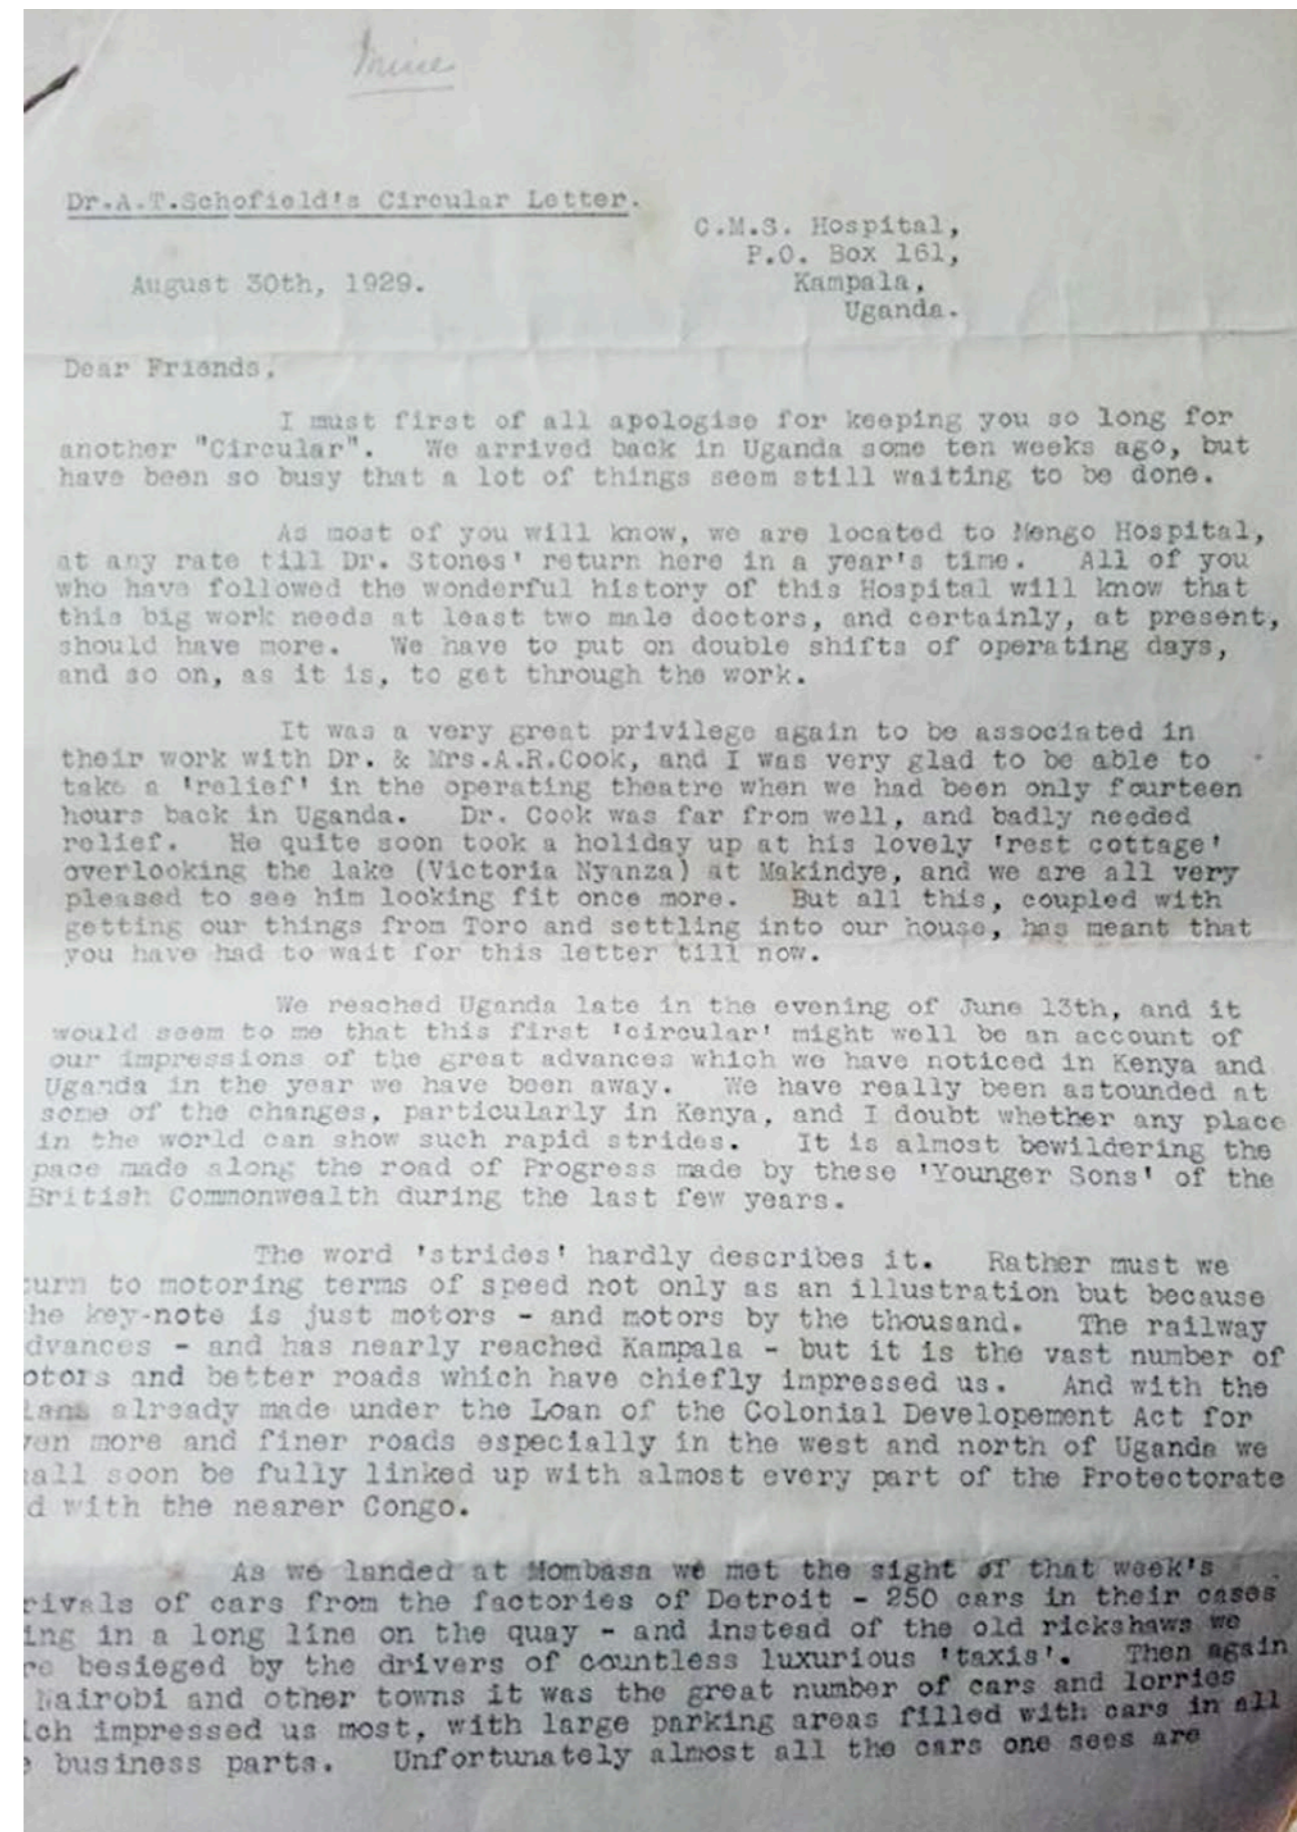 Mine
Dr.A.T.Schofield's Circular Letter.
C.M.S. Hospital,
P.O. Box 161,
Kampala,
Uganda.
August 30th, 1929.
Dear Friends,
I must first of all apologise for keeping you so long for
another "Circular". We arrived back in Uganda some ten weeks ago, but
have been so busy that a lot of things seem still waiting to be done.
As most of you will know, we are located to Mengo Hospital,
at any rate till Dr. Stones' return here in a year's time. All of you
who have followed the wonderful history of this Hospital will know that
this big work needs at least two male doctors, and certainly, at present,
should have more. We have to put on double shifts of operating days,
and so on, as it is, to get through the work.
It was a very great privilege again to be associated in
their work with Dr. & Mrs.A.R.Cook, and I was very glad to be able to
take a 'relief' in the operating theatre when we had been only fourteen
hours back in Uganda. Dr. Cook was far from well, and badly needed
relief. He quite soon took a holiday up at his lovely 'rest cottage'
overlooking the lake (Victoria Nyanza) at Makindye, and we are all very
pleased to see him looking fit once more. But all this, coupled with
getting our things from Toro and settling into our house, has meant that
you have had to wait for this letter till now.
We reached Uganda late in the evening of June 13th, and it
would seem to me that this first 'circular' might well be an account of
our impressions of the great advances which we have noticed in Kenya and
Uganda in the year we have been away. We have really been astounded at
some of the changes, particularly in Kenya, and I doubt whether any place
in the world can show such rapid strides. It is almost bewildering the
pace made along the road of Progress made by these 'Younger Sons' of the
British Commonwealth during the last few years.
The word 'strides' hardly describes it. Rather must we
urn to motoring terms of speed not only as an illustration but because
he key-note is just motors - and motors by the thousand. The railway
dvances - and has nearly reached Kampala - but it is the vast number of
otors and better roads which have chiefly impressed us. And with the
lans already made under the Loan of the Colonial Developement Act for
ven more and finer roads especially in the west and north of Uganda we
all soon be fully linked up with almost every part of the Protectorate
d with the nearer Congo.
As we landed at Mombasa we met the sight of that week's
rivals of cars from the factories of Detroit - 250 cars in their cases
ing in a long line on the quay - and instead of the old rickshaws we
re besieged by the drivers of countless luxurious 'taxis'. Then again
Nairobi and other towns it was the great number of cars and lorries
ich impressed us most, with large parking areas filled with cars in all
e business parts. Unfortunately almost all the cars one sees are